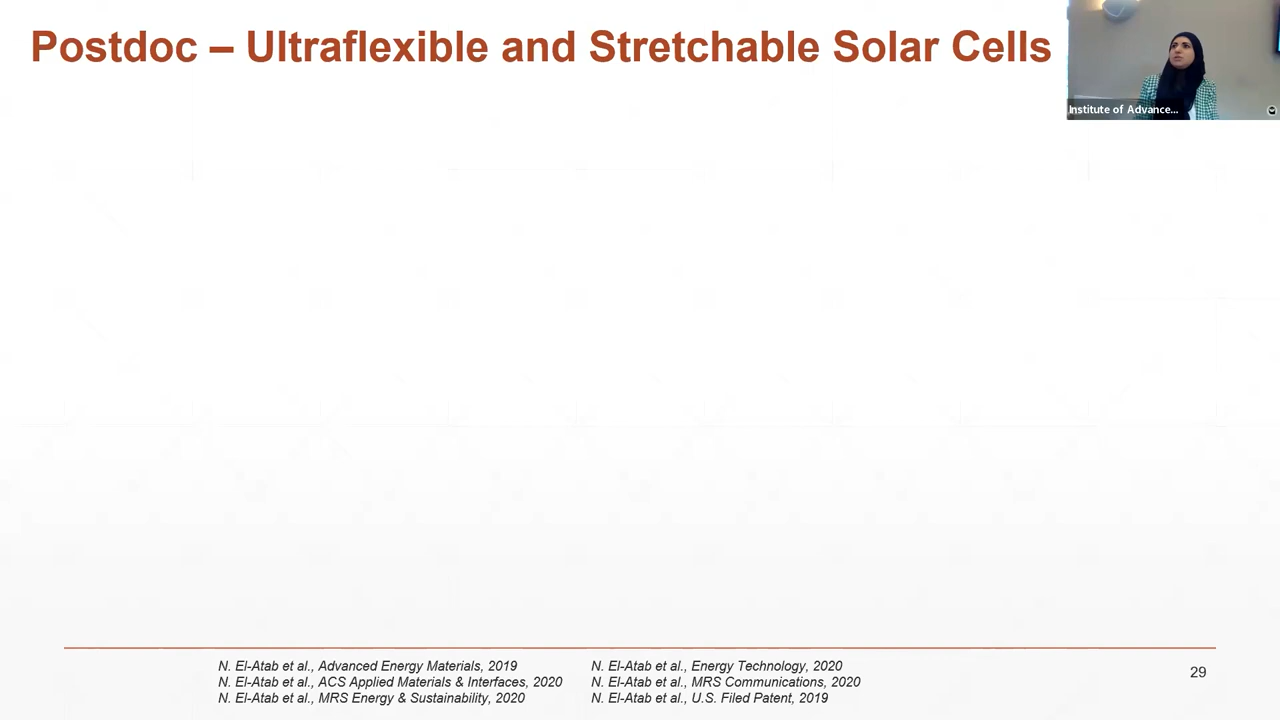 Postdoc – Ultraflexible and Stretchable Solar Cells
Institute of Advance...
N. El-Atab et al., Advanced Energy Materials, 2019
N. El-Atab et al., ACS Applied Materials & Interfaces, 2020
N. El-Atab et al., MRS Energy & Sustainability, 2020
N. El-Atab et al., Energy Technology, 2020
N. El-Atab et al., MRS Communications, 2020
N. El-Atab et al., U.S. Filed Patent, 2019
29